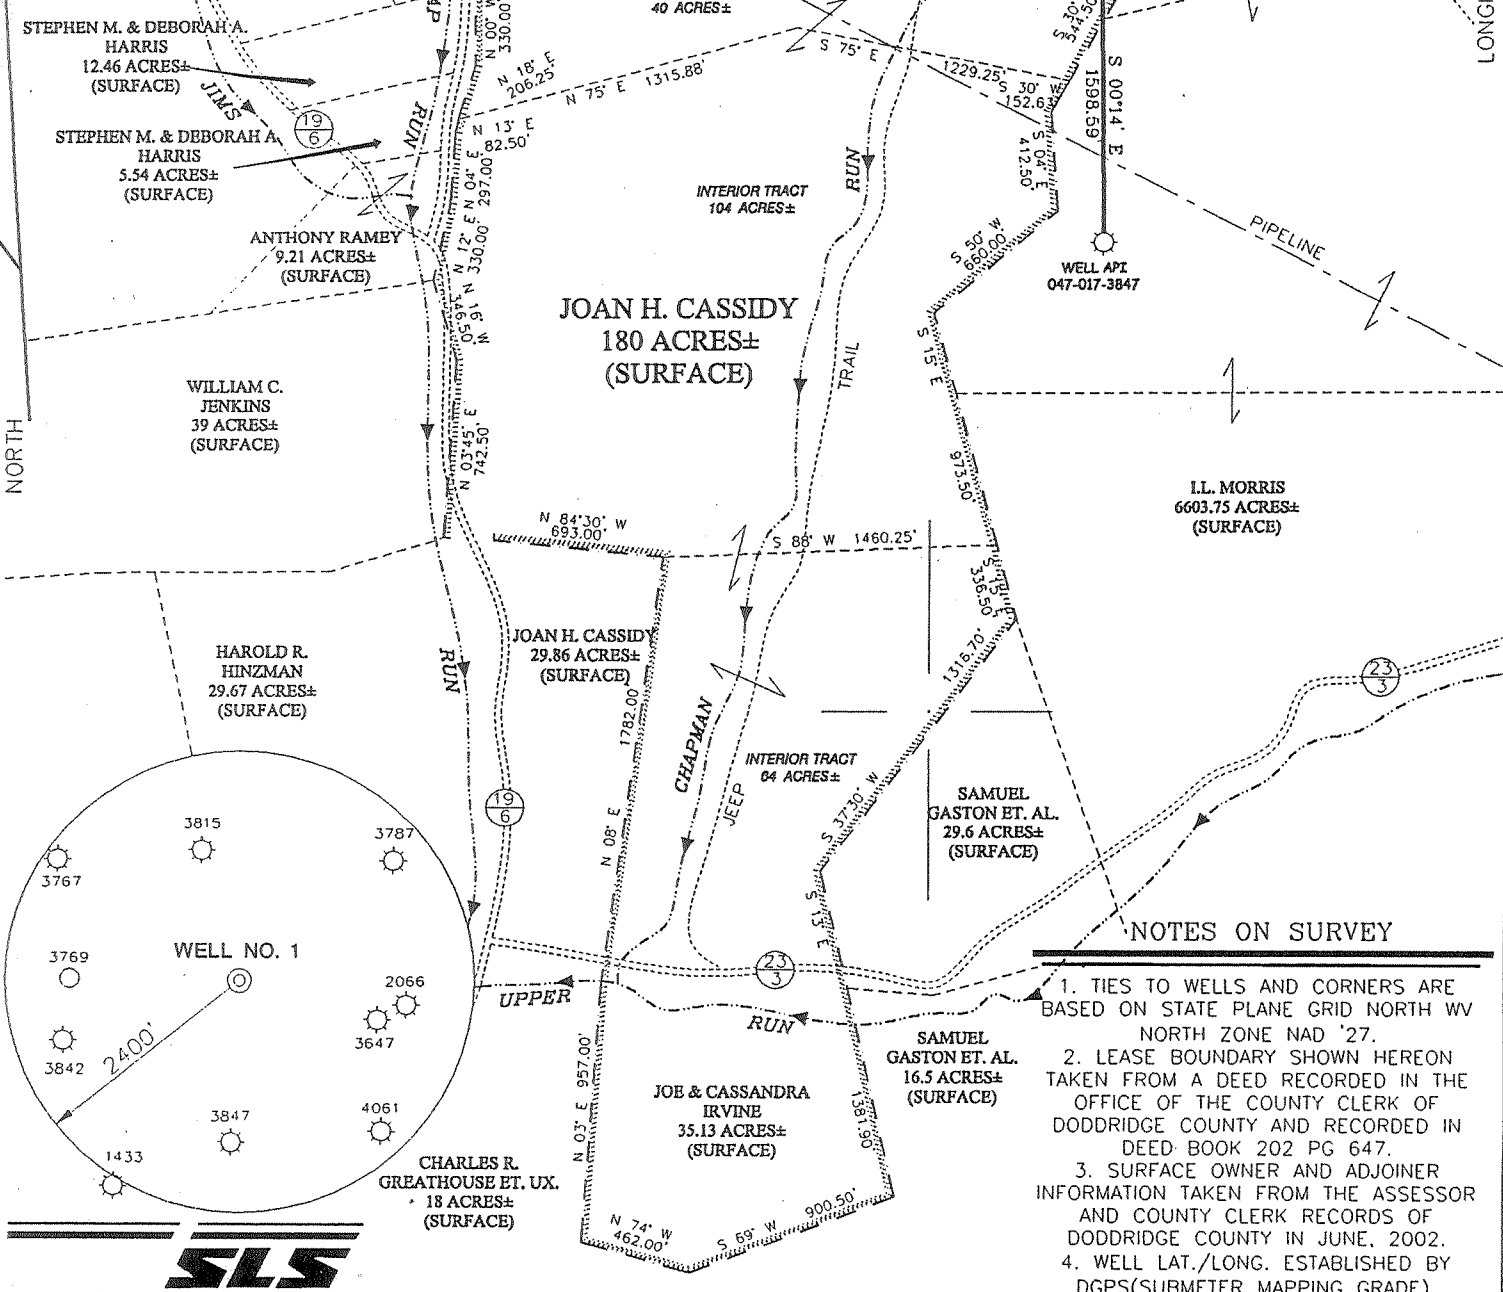 STEPHEN M. & DEBORAH A.
HARRIS
12.46 ACRES±
(SURFACE)
JIMS
19
6
STEPHEN M. & DEBORAH A.
HARRIS
5.54 ACRES±
(SURFACE)
RUN
N 00° W
330.00'
N 18° E
206.25'
N 75° E 1315.88'
40 ACRES±
S 75° E
1229.25'
S 30° W
152.63'
S 30°
544.50'
S 00°14' E
1598.59'
LONGI
N 13° E
82.50'
N 04° E
297.00'
N 12° E
330.00'
N 16° W
346.50'
S 04° E
412.50'
INTERIOR TRACT
104 ACRES±
RUN
S 50° W
660.00'
WELL API
047-017-3847
PIPELINE
ANTHONY RAMEY
9.21 ACRES±
(SURFACE)
JOAN H. CASSIDY
180 ACRES±
(SURFACE)
TRAIL
S 15° E
973.50'
WILLIAM C.
JENKINS
39 ACRES±
(SURFACE)
NORTH
N 03°45' E
742.50'
I.L. MORRIS
6603.75 ACRES±
(SURFACE)
N 84°30' W
693.00'
S 88° W 1460.25'
S 15° E
336.50'
HAROLD R.
HINZMAN
29.67 ACRES±
(SURFACE)
RUN
JOAN H. CASSIDY
29.86 ACRES±
(SURFACE)
1782.00'
N 08° E
CHAPMAN
JEEP
INTERIOR TRACT
64 ACRES±
1316.70'
S 37°30' W
23
3
19
6
SAMUEL
GASTON ET. AL.
29.6 ACRES±
(SURFACE)
S 13° E
1381.90
3767
3815
3787
3769
WELL NO. 1
2066
3647
3842
2400'
3847
4061
1433
UPPER
23
3
RUN
SAMUEL
GASTON ET. AL.
16.5 ACRES±
(SURFACE)
N 03° E 957.00'
JOE & CASSANDRA
IRVINE
35.13 ACRES±
(SURFACE)
CHARLES R.
GREATHOUSE ET. UX.
18 ACRES±
(SURFACE)
N 74° W
462.00'
S 69° W 900.50'
SLS
NOTES ON SURVEY
1. TIES TO WELLS AND CORNERS ARE
BASED ON STATE PLANE GRID NORTH WV
NORTH ZONE NAD '27.
2. LEASE BOUNDARY SHOWN HEREON
TAKEN FROM A DEED RECORDED IN THE
OFFICE OF THE COUNTY CLERK OF
DODDRIDGE COUNTY AND RECORDED IN
DEED BOOK 202 PG 647.
3. SURFACE OWNER AND ADJOINER
INFORMATION TAKEN FROM THE ASSESSOR
AND COUNTY CLERK RECORDS OF
DODDRIDGE COUNTY IN JUNE, 2002.
4. WELL LAT./LONG. ESTABLISHED BY
DGPS(SUBMETER MAPPING GRADE)